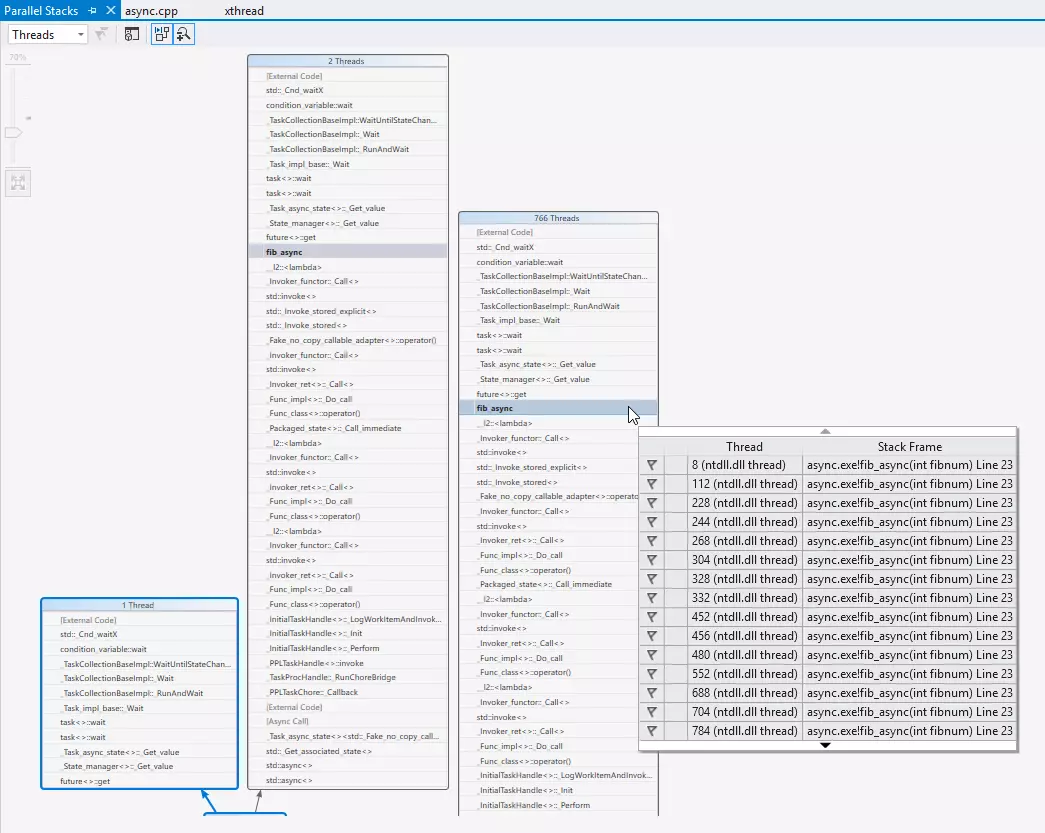 Parallel Stacks
async.cpp
xthread
Threads
70%
2 Threads
[External Code]
std::_Cnd_waitX
condition_variable::wait
_TaskCollectionBaseImpl::WaitUntilStateChan...
_TaskCollectionBaseImpl::_Wait
_TaskCollectionBaseImpl::_RunAndWait
_Task_impl_base::_Wait
task<>::wait
task<>::wait
_Task_async_state<>::_Get_value
_State_manager<>::_Get_value
future<>::get
fib_async
__l2::<lambda>
_Invoker_functor::_Call<>
std::invoke<>
std::_Invoke_stored_explicit<>
std::_Invoke_stored<>
_Fake_no_copy_callable_adapter<>::operator()
_Invoker_functor::_Call<>
std::invoke<>
_Invoker_ret<>::_Call<>
_Func_impl<>::_Do_call
_Func_class<>::operator()
_Packaged_state<>::_Call_immediate
__l2::<lambda>
_Invoker_functor::_Call<>
std::invoke<>
_Invoker_ret<>::_Call<>
_Func_impl<>::_Do_call
_Func_class<>::operator()
__l2::<lambda>
_Invoker_functor::_Call<>
std::invoke<>
_Invoker_ret<>::_Call<>
_Func_impl<>::_Do_call
_Func_class<>::operator()
_InitialTaskHandle<>::_LogWorkItemAndInvok...
_InitialTaskHandle<>::_Init
_InitialTaskHandle<>::_Perform
_PPLTaskHandle<>::invoke
_TaskProcHandle::_RunChoreBridge
_PPLTaskChore::_Callback
[External Code]
[Async Call]
_Task_async_state<><std::_Fake_no_copy_call...
std::_Get_associated_state<>
std::async<>
std::async<>
766 Threads
[External Code]
std::_Cnd_waitX
condition_variable::wait
_TaskCollectionBaseImpl::WaitUntilStateChan...
_TaskCollectionBaseImpl::_Wait
_TaskCollectionBaseImpl::_RunAndWait
_Task_impl_base::_Wait
task<>::wait
task<>::wait
_Task_async_state<>::_Get_value
_State_manager<>::_Get_value
future<>::get
fib_async
__l2::<lambda>
_Invoker_functor::_Call<>
std::invoke<>
std::_Invoke_stored_explicit<>
std::_Invoke_stored<>
_Fake_no_copy_callable_adapter<>::operato
_Invoker_functor::_Call<>
std::invoke<>
_Invoker_ret<>::_Call<>
_Func_impl<>::_Do_call
_Func_class<>::operator()
_Packaged_state<>::_Call_immediate
__l2::<lambda>
_Invoker_functor::_Call<>
std::invoke<>
_Invoker_ret<>::_Call<>
_Func_impl<>::_Do_call
_Func_class<>::operator()
__l2::<lambda>
_Invoker_functor::_Call<>
std::invoke<>
_Invoker_ret<>::_Call<>
_Func_impl<>::_Do_call
_Func_class<>::operator()
_InitialTaskHandle<>::_LogWorkItemAndInvok...
_InitialTaskHandle<>::_Init
_InitialTaskHandle<>::_Perform
Thread Stack Frame
8 (ntdll.dll thread) async.exe!fib_async(int fibnum) Line 23
112 (ntdll.dll thread) async.exe!fib_async(int fibnum) Line 23
228 (ntdll.dll thread) async.exe!fib_async(int fibnum) Line 23
244 (ntdll.dll thread) async.exe!fib_async(int fibnum) Line 23
268 (ntdll.dll thread) async.exe!fib_async(int fibnum) Line 23
304 (ntdll.dll thread) async.exe!fib_async(int fibnum) Line 23
328 (ntdll.dll thread) async.exe!fib_async(int fibnum) Line 23
332 (ntdll.dll thread) async.exe!fib_async(int fibnum) Line 23
452 (ntdll.dll thread) async.exe!fib_async(int fibnum) Line 23
456 (ntdll.dll thread) async.exe!fib_async(int fibnum) Line 23
480 (ntdll.dll thread) async.exe!fib_async(int fibnum) Line 23
552 (ntdll.dll thread) async.exe!fib_async(int fibnum) Line 23
688 (ntdll.dll thread) async.exe!fib_async(int fibnum) Line 23
704 (ntdll.dll thread) async.exe!fib_async(int fibnum) Line 23
784 (ntdll.dll thread) async.exe!fib_async(int fibnum) Line 23
1 Thread
[External Code]
std::_Cnd_waitX
condition_variable::wait
_TaskCollectionBaseImpl::WaitUntilStateChan...
_TaskCollectionBaseImpl::_Wait
_TaskCollectionBaseImpl::_RunAndWait
_Task_impl_base::_Wait
task<>::wait
task<>::wait
_Task_async_state<>::_Get_value
_State_manager<>::_Get_value
future<>::get